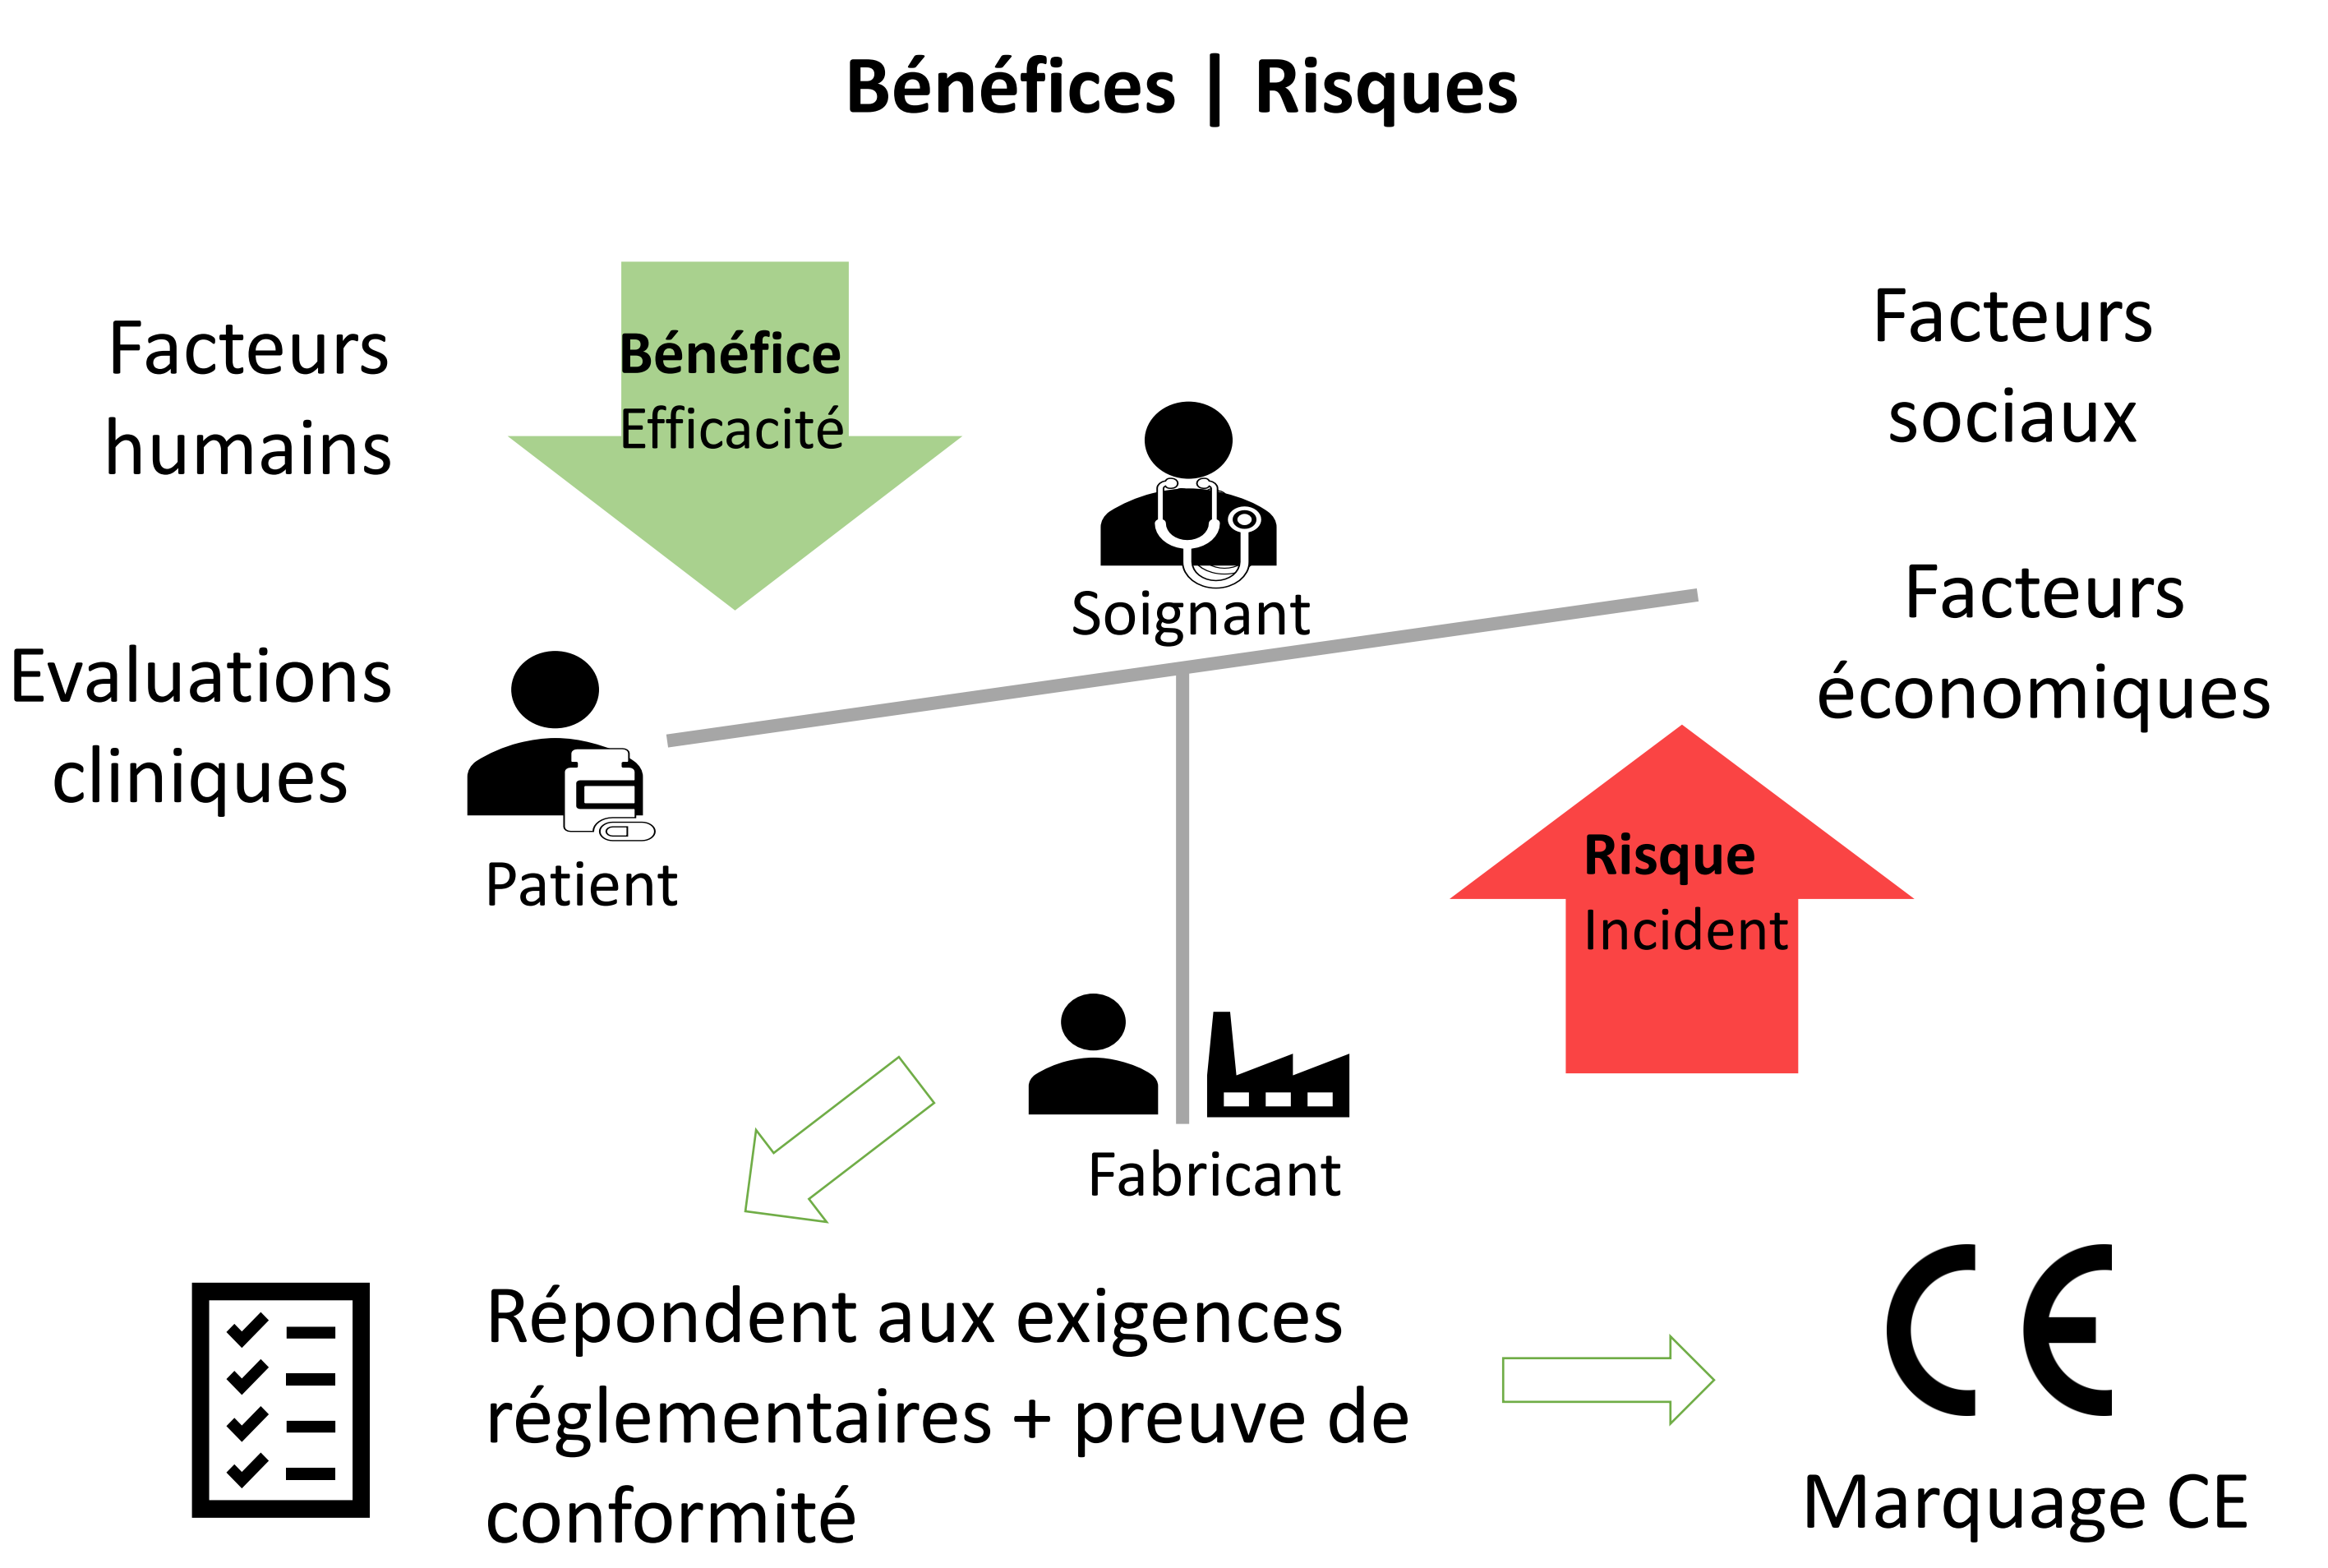 Bénéfices | Risques
Facteurs
humains
Bénéfice
Efficacité
Facteurs
sociaux
Soignant
Facteurs
économiques
Evaluations
cliniques
Patient
Risque
Incident
Fabricant
Répondent aux exigences
réglementaires + preuve de
conformité
CE
Marquage CE